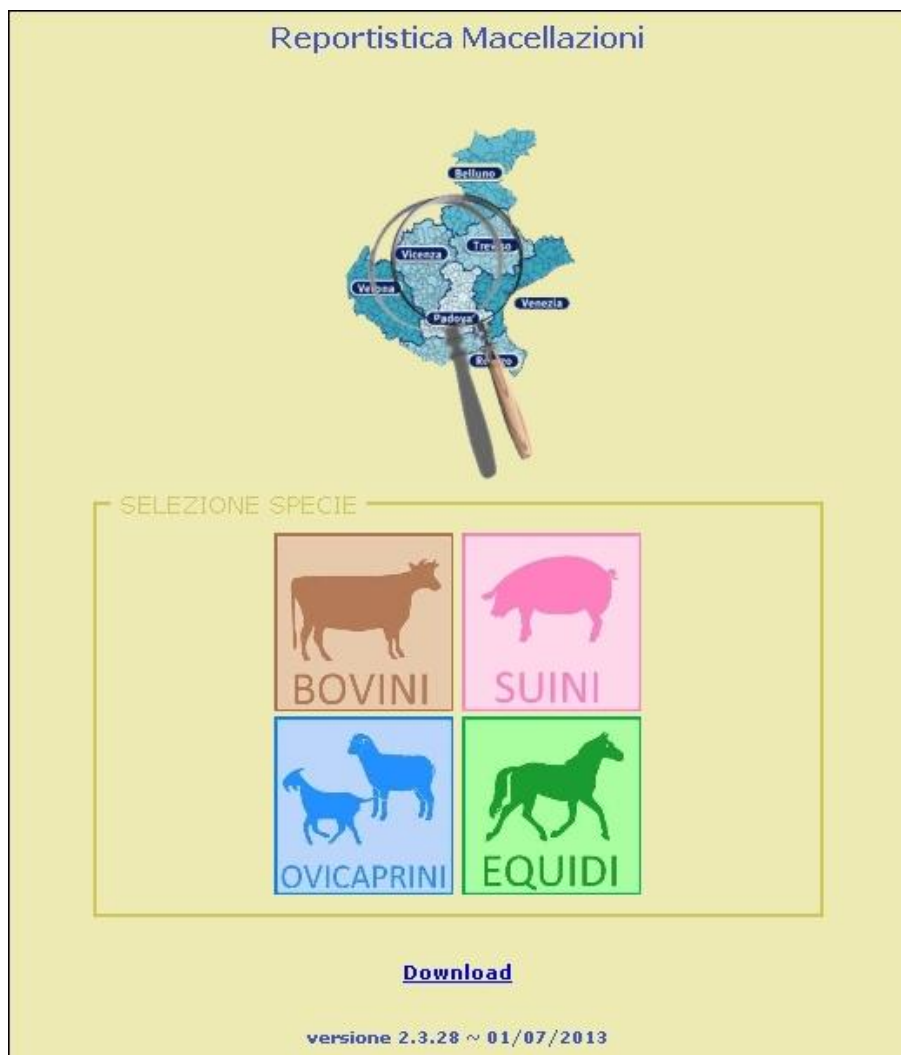 Reportistica Macellazioni
Belluno
Vicenza
Treviso
Verona
Venezia
Padova
SELEZIONE SPECIE
BOVINI
SUINI
OVICAPRINI
EQUIDI
Download
versione 2.3.28 ~ 01/07/2013